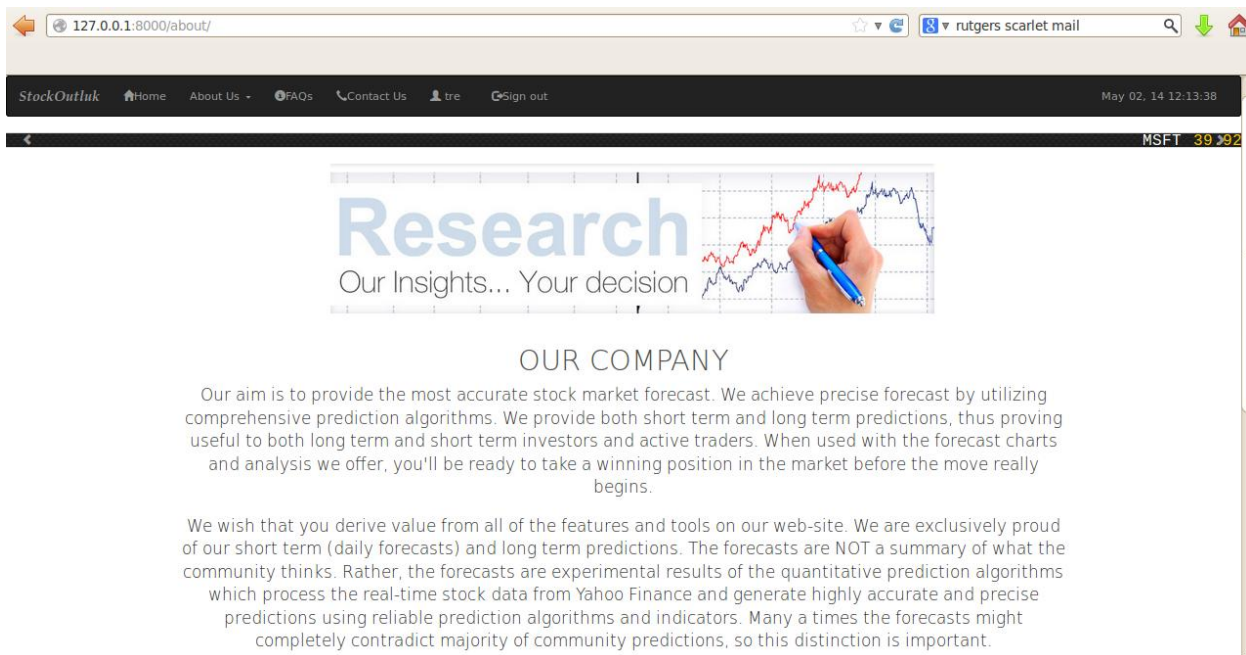 127.0.0.1:8000/about/
rutgers scarlet mail
StockOutluk Home About Us FAQs Contact Us tre Sign out May 02, 14 12:13:38
MSFT 39.92
Research
Our Insights... Your decision
OUR COMPANY
Our aim is to provide the most accurate stock market forecast. We achieve precise forecast by utilizing
comprehensive prediction algorithms. We provide both short term and long term predictions, thus proving
useful to both long term and short term investors and active traders. When used with the forecast charts
and analysis we offer, you'll be ready to take a winning position in the market before the move really
begins.
We wish that you derive value from all of the features and tools on our web-site. We are exclusively proud
of our short term (daily forecasts) and long term predictions. The forecasts are NOT a summary of what the
community thinks. Rather, the forecasts are experimental results of the quantitative prediction algorithms
which process the real-time stock data from Yahoo Finance and generate highly accurate and precise
predictions using reliable prediction algorithms and indicators. Many a times the forecasts might
completely contradict majority of community predictions, so this distinction is important.